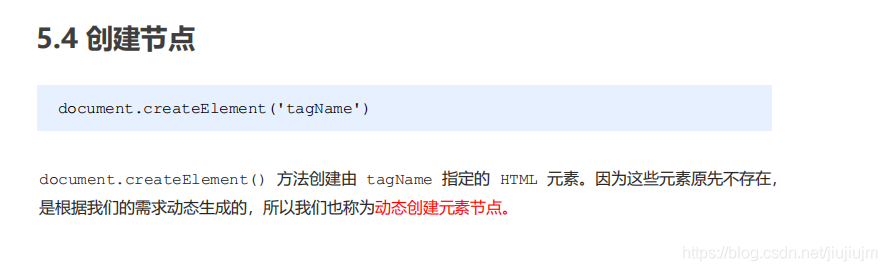 5.4 创建节点
document.createElement('tagName')
document.createElement() 方法创建由 tagName 指定的 HTML 元素。因为这些元素原先不存在，
是根据我们的需求动态生成的，所以我们也称为动态创建元素节点。
https://blog.csdn.net/jiujiujm